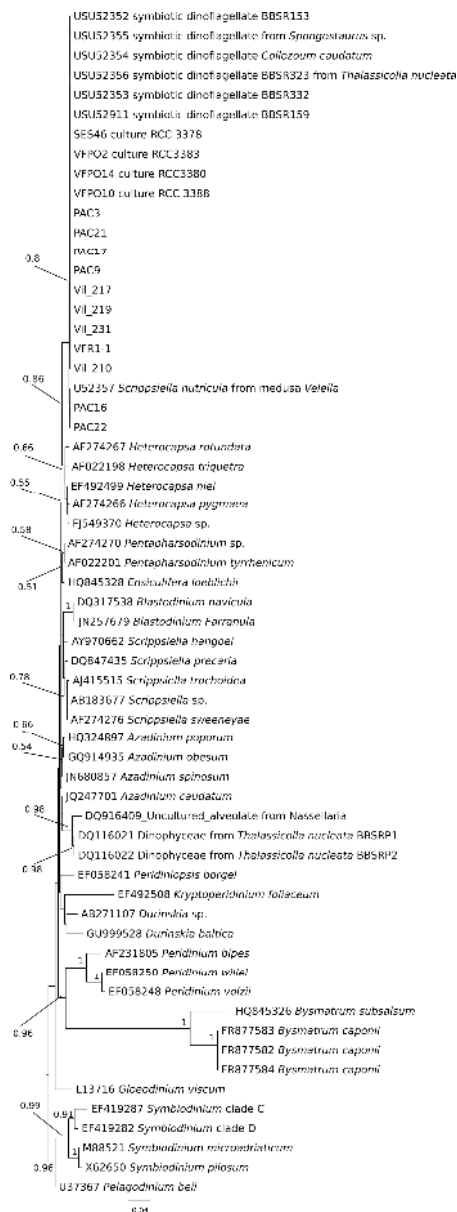 USU52352 symbiotic dinoflagellate BBSR153
USU52355 symbiotic dinoflagellate from Spongostaurus sp.
USU52354 symbiotic dinoflagellate Collozoum caudatum
USU52356 symbiotic dinoflagellate BBSR323 from Thalassicolla nucleata
USU52353 symbiotic dinoflagellate BBSR332
USU52911 symbiotic dinoflagellate BBSR159
SES46 culture RCC 3378
VFPO2 culture RCC3383
VFPO14 culture RCC3380
VFPO10 culture RCC 3388
PAC3
PAC21
PAC17
0.8
PAC9
Vil_217
Vil_219
Vil_231
VFR1-1
Vil_210
0.86
U52357 Scrippsiella nutricula from medusa Velella
PAC16
PAC22
0.66
AF274267 Heterocapsa rotundata
AF022198 Heterocapsa triquetra
0.55
EF492499 Heterocapsa niei
AF274266 Heterocapsa pygmaea
FJ549370 Heterocapsa sp.
0.58
AF274270 Pentapharsodinium sp.
AF022201 Pentapharsodinium tyrrhenicum
0.51
HQ845328 Ensiculifera loeblichii
1
DQ317538 Blastodinium navicula
JN257679 Blastodinium Farranula
AY970662 Scrippsiella hangoei
DQ847435 Scrippsiella precaria
0.78
AJ415515 Scrippsiella trochoidea
AB183677 Scrippsiella sp.
AF274276 Scrippsiella sweeneyae
0.66
HQ324897 Azadinium poporum
0.54
GQ914935 Azadinium obesum
JN680857 Azadinium spinosum
JQ247701 Azadinium caudatum
0.98
DQ916409_Uncultured_alveolate from Nassellaria
DQ116021 Dinophyceae from Thalassicolla nucleata BBSRP1
DQ116022 Dinophyceae from Thalassicolla nucleata BBSRP2
0.98
EF058241 Peridiniopsis borgei
EF492508 Kryptoperidinium foliaceum
AB271107 Durinskia sp.
GU999528 Durinskia baltica
1
AF231805 Peridinium bipes
1
EF058250 Peridinium willei
EF058248 Peridinium volzii
1
HQ845326 Bysmatrum subsalsum
0.96
1
FR877583 Bysmatrum caponii
FR877582 Bysmatrum caponii
FR877584 Bysmatrum caponii
L13716 Gloeodinium viscum
0.99
0.91
EF419287 Symbiodinium clade C
EF419282 Symbiodinium clade D
1
M88521 Symbiodinium microadriaticum
0.96
X62650 Symbiodinium pilosum
U37367 Pelagodinium beii
0.04